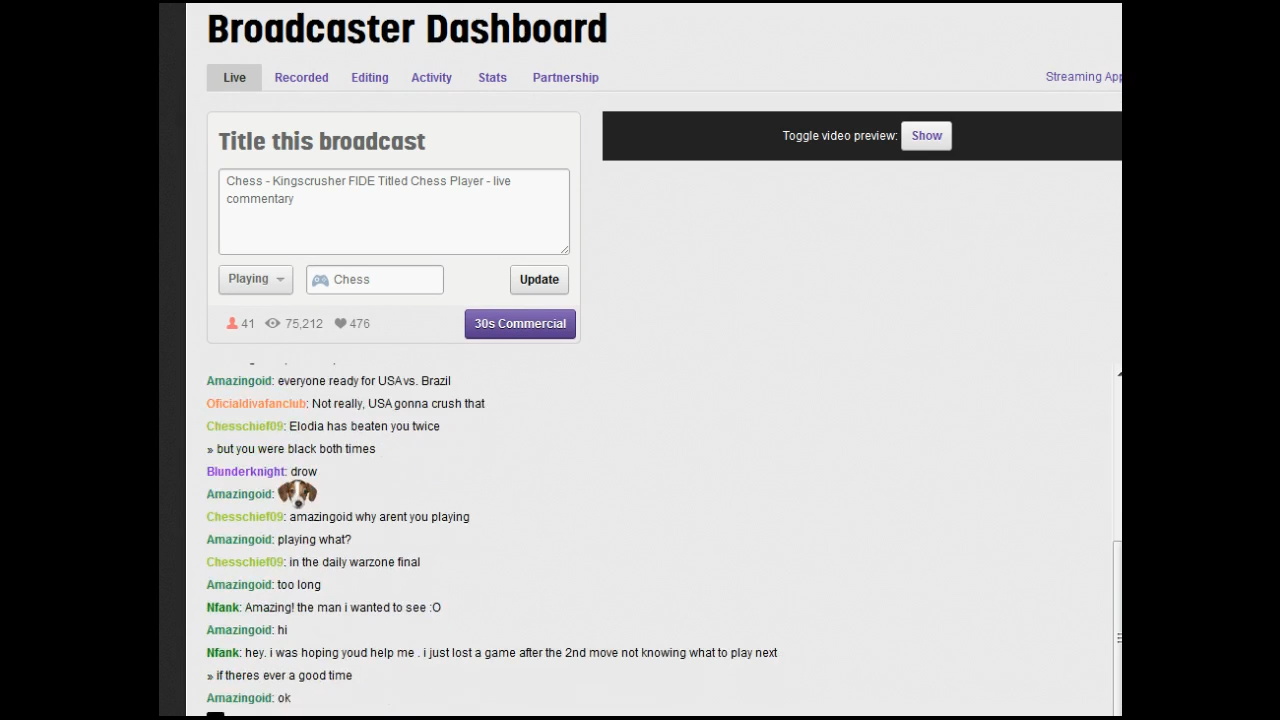 Broadcaster Dashboard
Live Recorded Editing Activity Stats Partnership Streaming App
Title this broadcast
Toggle video preview: Show
Chess - Kingscrusher FIDE Titled Chess Player - live
commentary
Playing Chess Update
41 75,212 476 30s Commercial
Amazingoid: everyone ready for USA vs. Brazil
Oficialdivafanclub: Not really, USA gonna crush that
Chesschief09: Elodia has beaten you twice
» but you were black both times
Blunderknight: drow
Amazingoid:
Chesschief09: amazingoid why arent you playing
Amazingoid: playing what?
Chesschief09: in the daily warzone final
Amazingoid: too long
Nfank: Amazing! the man i wanted to see :O
Amazingoid: hi
Nfank: hey. i was hoping youd help me . i just lost a game after the 2nd move not knowing what to play next
» if theres ever a good time
Amazingoid: ok